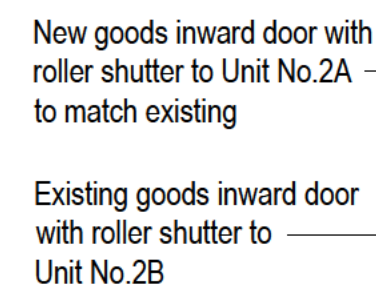 New goods inward door with
roller shutter to Unit No.2A
to match existing
Existing goods inward door
with roller shutter to
Unit No.2B